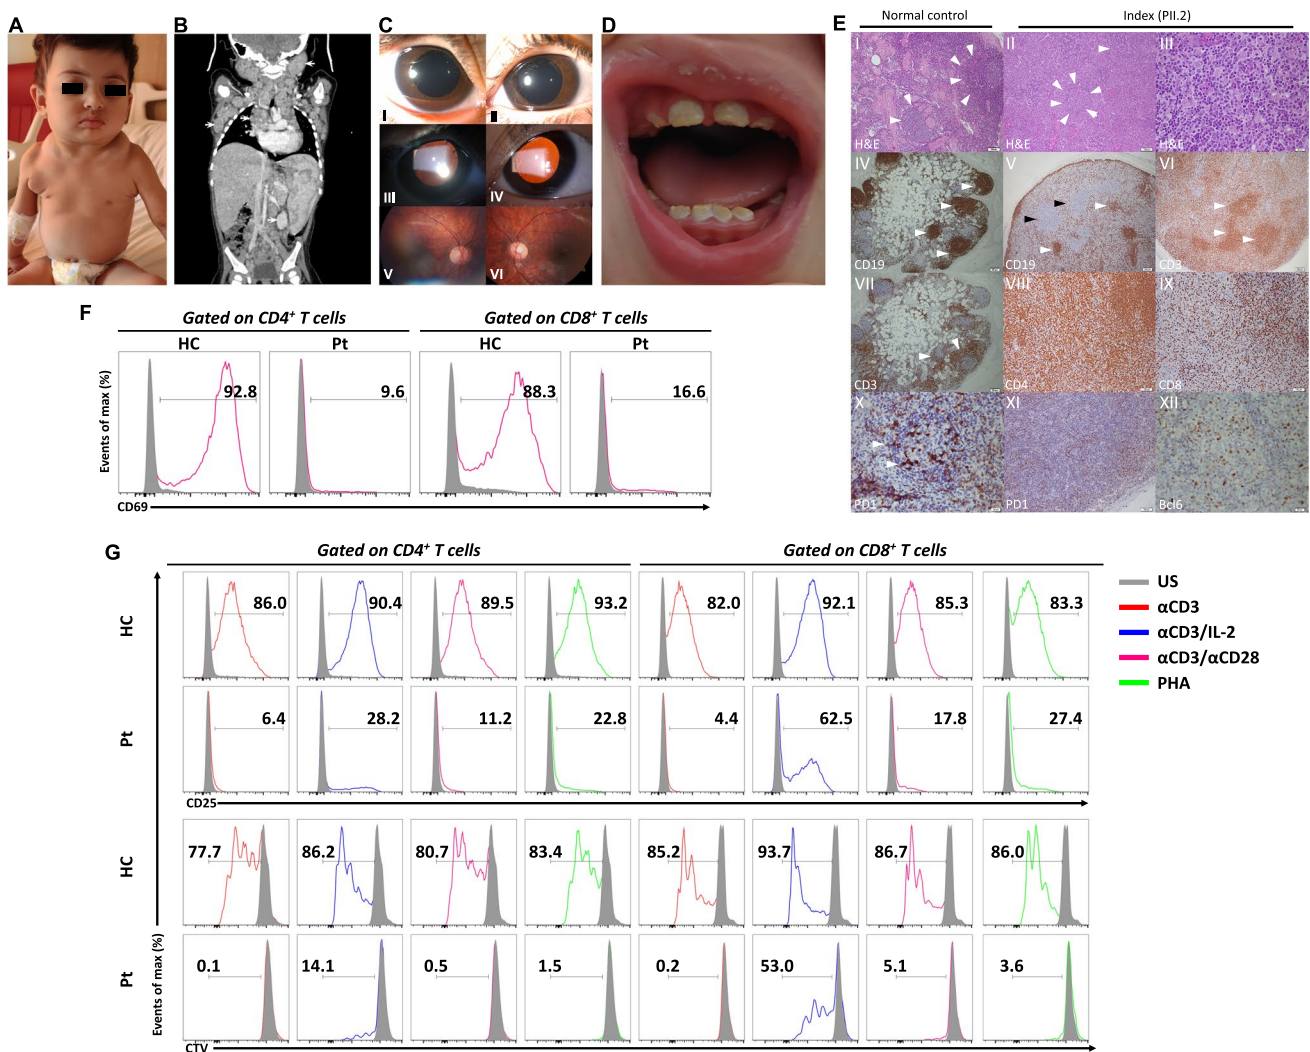 A
B
C
D
E
Normal control
Index (PII.2)
I
II
III
IV
V
VI
I
II
III
H&E
H&E
H&E
IV
V
VI
CD19
CD19
CD3
VII
VIII
IX
CD3
CD4
CD8
X
XI
XII
PD1
PD1
Bcl6
F
Gated on CD4+ T cells
Gated on CD8+ T cells
HC
Pt
HC
Pt
Events of max (%)
92.8
9.6
88.3
16.6
CD69
G
Gated on CD4+ T cells
Gated on CD8+ T cells
HC
86.0
90.4
89.5
93.2
82.0
92.1
85.3
83.3
Pt
6.4
28.2
11.2
22.8
4.4
62.5
17.8
27.4
CD25
HC
77.7
86.2
80.7
83.4
85.2
93.7
86.7
86.0
Pt
0.1
14.1
0.5
1.5
0.2
53.0
5.1
3.6
Events of max (%)
CTV
US
αCD3
αCD3/IL-2
αCD3/αCD28
PHA